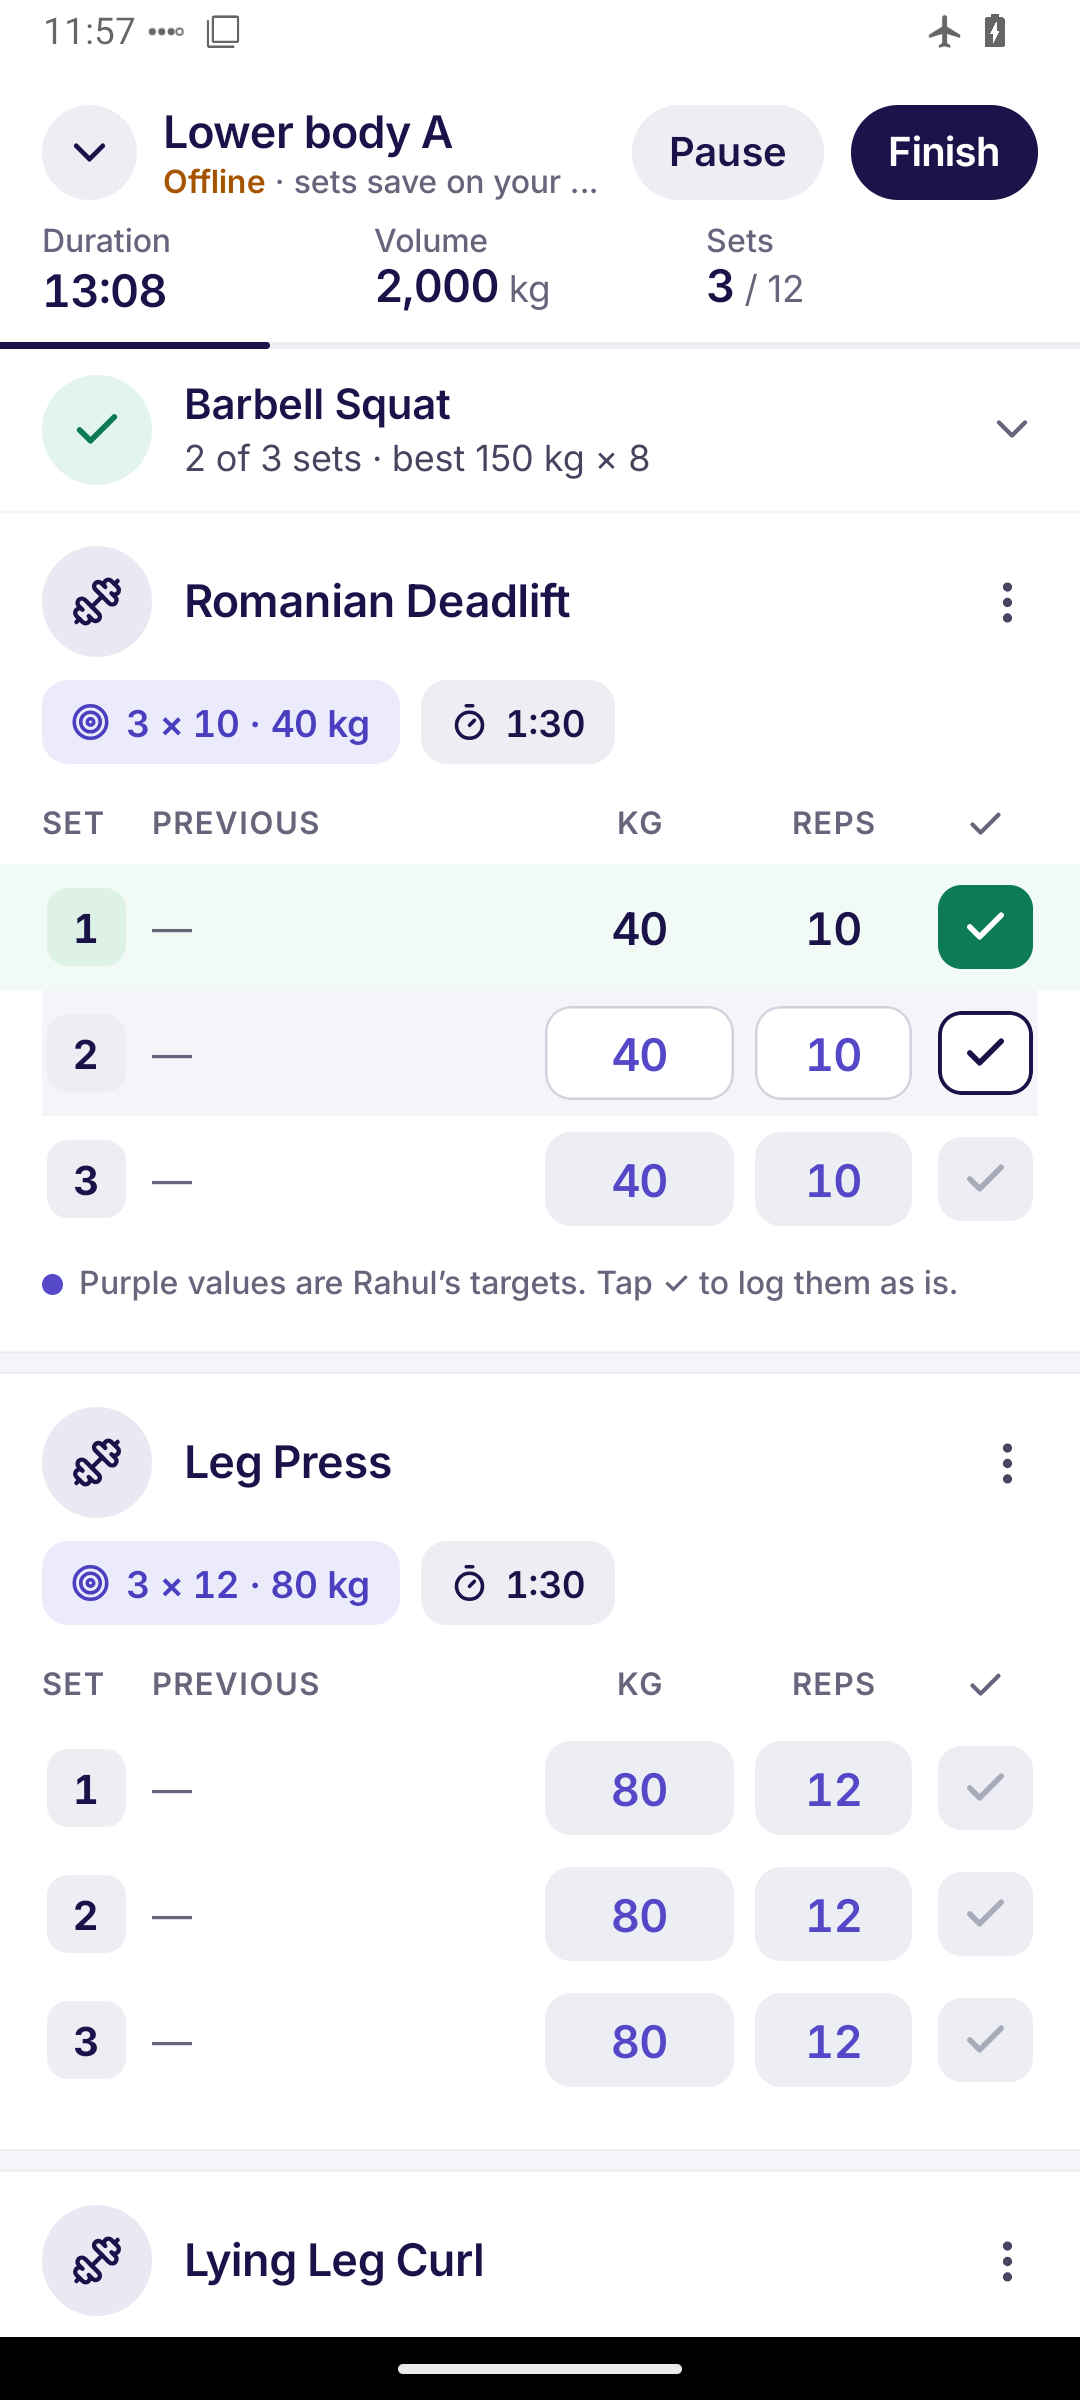 11:57
Lower body A
Offline · sets save on your ...
Pause
Finish
Duration
Volume
Sets
13:08
2,000 kg
3 / 12
Barbell Squat
2 of 3 sets · best 150 kg × 8
Romanian Deadlift
3 × 10 · 40 kg
1:30
SET PREVIOUS KG REPS ✓
1 — 40 10 ✓
2 — 40 10 ✓
3 — 40 10 ✓
Purple values are Rahul’s targets. Tap ✓ to log them as is.
Leg Press
3 × 12 · 80 kg
1:30
SET PREVIOUS KG REPS ✓
1 — 80 12 ✓
2 — 80 12 ✓
3 — 80 12 ✓
Lying Leg Curl